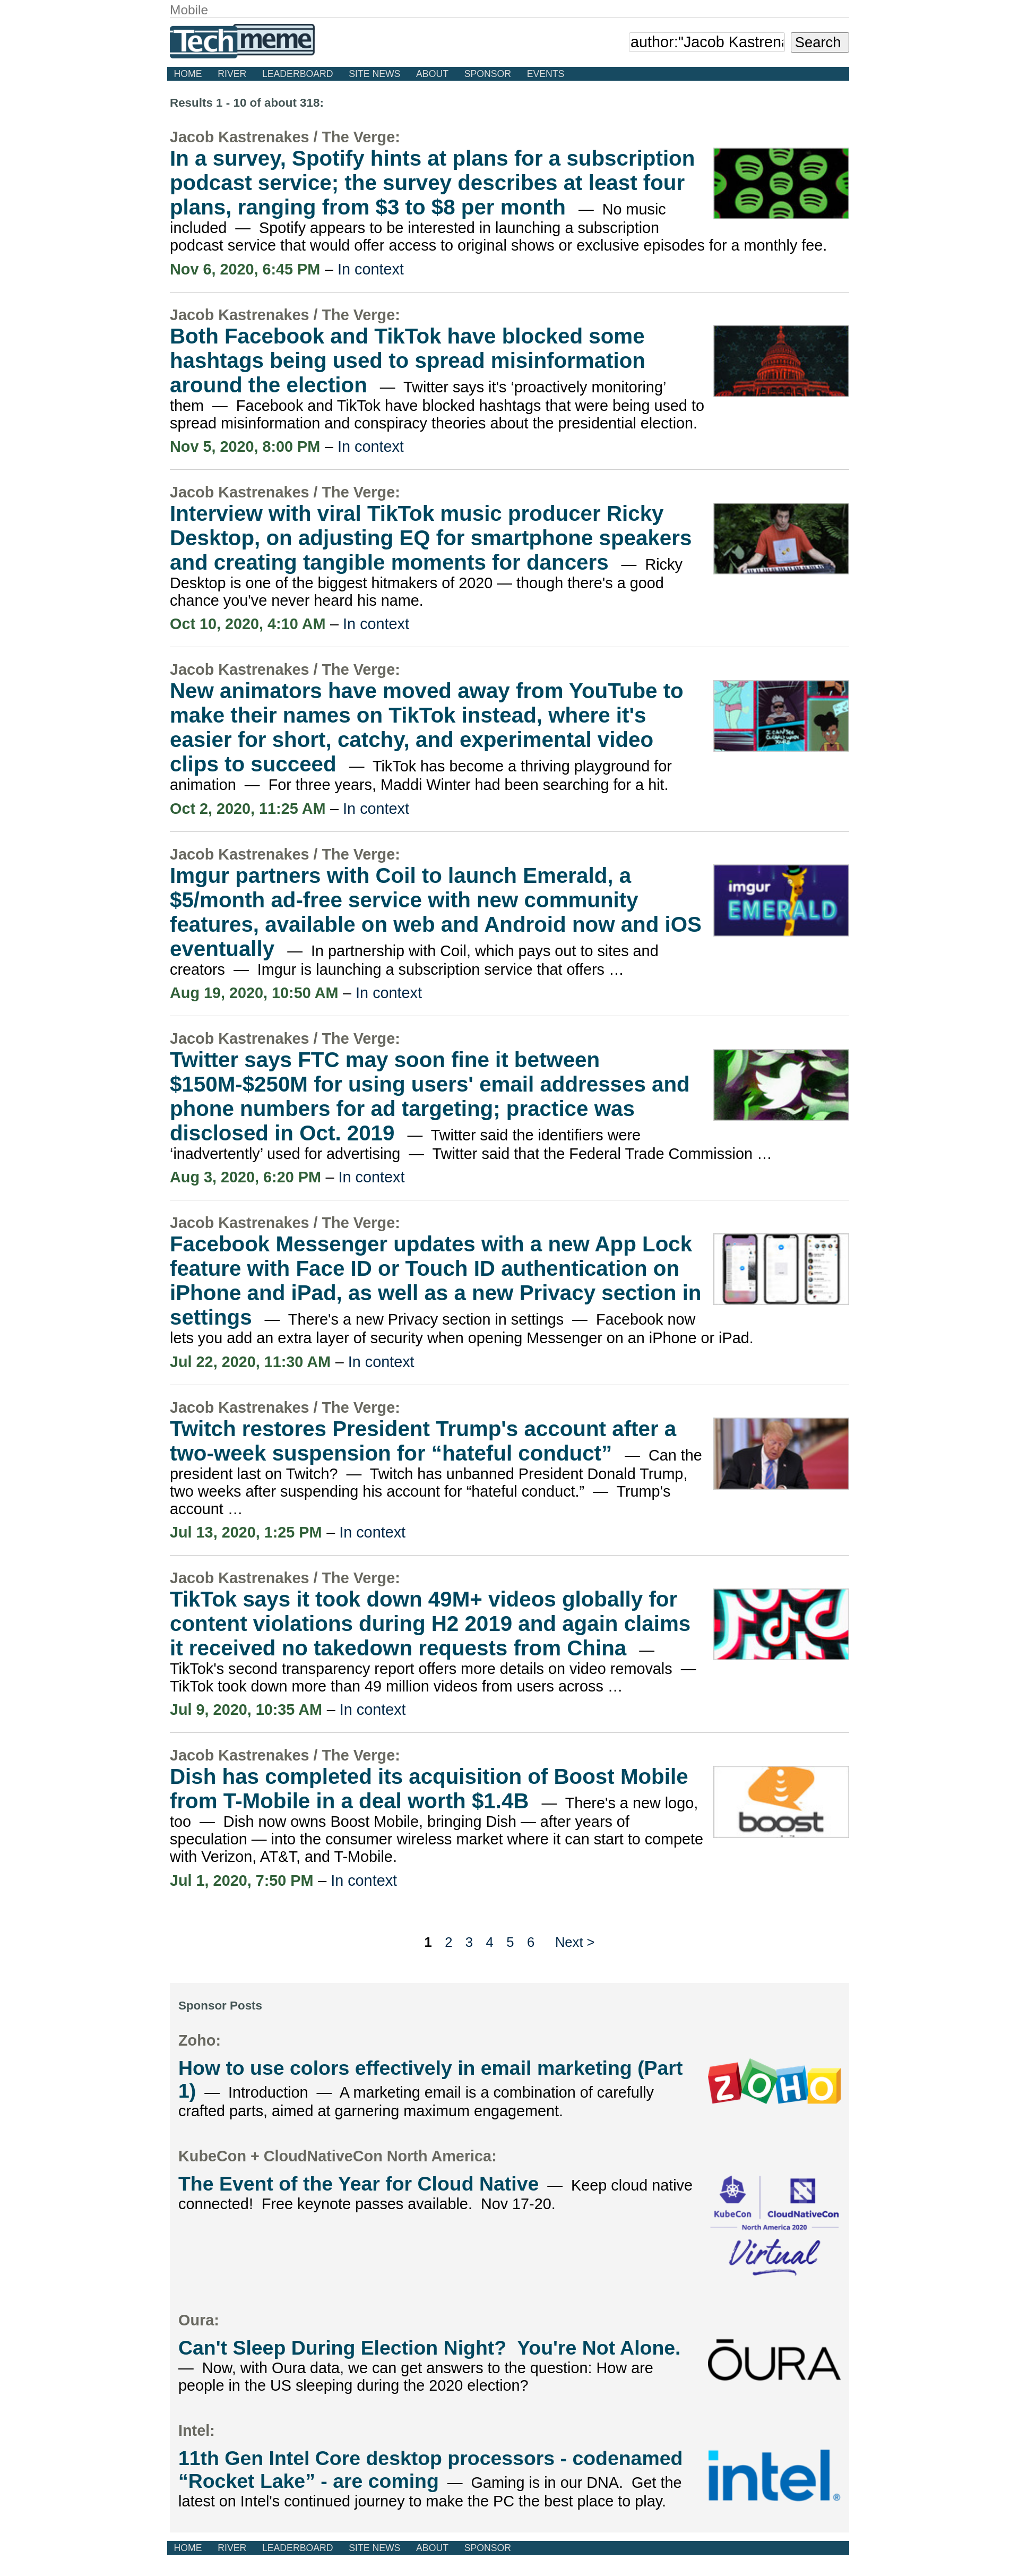 Mobile
Techmeme
author:"Jacob Kastrena
Search
HOME RIVER LEADERBOARD SITE NEWS ABOUT SPONSOR EVENTS
Results 1 - 10 of about 318:
Jacob Kastrenakes / The Verge:
In a survey, Spotify hints at plans for a subscription
podcast service; the survey describes at least four
plans, ranging from $3 to $8 per month — No music
included — Spotify appears to be interested in launching a subscription
podcast service that would offer access to original shows or exclusive episodes for a monthly fee.
Nov 6, 2020, 6:45 PM – In context
Jacob Kastrenakes / The Verge:
Both Facebook and TikTok have blocked some
hashtags being used to spread misinformation
around the election — Twitter says it's ‘proactively monitoring’
them — Facebook and TikTok have blocked hashtags that were being used to
spread misinformation and conspiracy theories about the presidential election.
Nov 5, 2020, 8:00 PM – In context
Jacob Kastrenakes / The Verge:
Interview with viral TikTok music producer Ricky
Desktop, on adjusting EQ for smartphone speakers
and creating tangible moments for dancers — Ricky
Desktop is one of the biggest hitmakers of 2020 — though there's a good
chance you've never heard his name.
Oct 10, 2020, 4:10 AM – In context
Jacob Kastrenakes / The Verge:
New animators have moved away from YouTube to
make their names on TikTok instead, where it's
easier for short, catchy, and experimental video
clips to succeed — TikTok has become a thriving playground for
animation — For three years, Maddi Winter had been searching for a hit.
Oct 2, 2020, 11:25 AM – In context
Jacob Kastrenakes / The Verge:
Imgur partners with Coil to launch Emerald, a
$5/month ad-free service with new community
features, available on web and Android now and iOS
eventually — In partnership with Coil, which pays out to sites and
creators — Imgur is launching a subscription service that offers …
imgur
EMERALD
Aug 19, 2020, 10:50 AM – In context
Jacob Kastrenakes / The Verge:
Twitter says FTC may soon fine it between
$150M-$250M for using users' email addresses and
phone numbers for ad targeting; practice was
disclosed in Oct. 2019 — Twitter said the identifiers were
‘inadvertently’ used for advertising — Twitter said that the Federal Trade Commission …
Aug 3, 2020, 6:20 PM – In context
Jacob Kastrenakes / The Verge:
Facebook Messenger updates with a new App Lock
feature with Face ID or Touch ID authentication on
iPhone and iPad, as well as a new Privacy section in
settings — There's a new Privacy section in settings — Facebook now
lets you add an extra layer of security when opening Messenger on an iPhone or iPad.
Jul 22, 2020, 11:30 AM – In context
Jacob Kastrenakes / The Verge:
Twitch restores President Trump's account after a
two-week suspension for “hateful conduct” — Can the
president last on Twitch? — Twitch has unbanned President Donald Trump,
two weeks after suspending his account for “hateful conduct.” — Trump's
account …
Jul 13, 2020, 1:25 PM – In context
Jacob Kastrenakes / The Verge:
TikTok says it took down 49M+ videos globally for
content violations during H2 2019 and again claims
it received no takedown requests from China —
TikTok's second transparency report offers more details on video removals —
TikTok took down more than 49 million videos from users across …
Jul 9, 2020, 10:35 AM – In context
Jacob Kastrenakes / The Verge:
Dish has completed its acquisition of Boost Mobile
from T-Mobile in a deal worth $1.4B — There's a new logo,
too — Dish now owns Boost Mobile, bringing Dish — after years of
speculation — into the consumer wireless market where it can start to compete
with Verizon, AT&T, and T-Mobile.
boost
Jul 1, 2020, 7:50 PM – In context
1 2 3 4 5 6 Next >
Sponsor Posts
Zoho:
How to use colors effectively in email marketing (Part
1) — Introduction — A marketing email is a combination of carefully
crafted parts, aimed at garnering maximum engagement.
ZOHO
KubeCon + CloudNativeCon North America:
The Event of the Year for Cloud Native — Keep cloud native
connected! Free keynote passes available. Nov 17-20.
KubeCon CloudNativeCon
North America 2020
Virtual
Oura:
Can't Sleep During Election Night? You're Not Alone.
— Now, with Oura data, we can get answers to the question: How are
people in the US sleeping during the 2020 election?
ŌURA
Intel:
11th Gen Intel Core desktop processors - codenamed
“Rocket Lake” - are coming — Gaming is in our DNA. Get the
latest on Intel's continued journey to make the PC the best place to play.
intel®
HOME RIVER LEADERBOARD SITE NEWS ABOUT SPONSOR